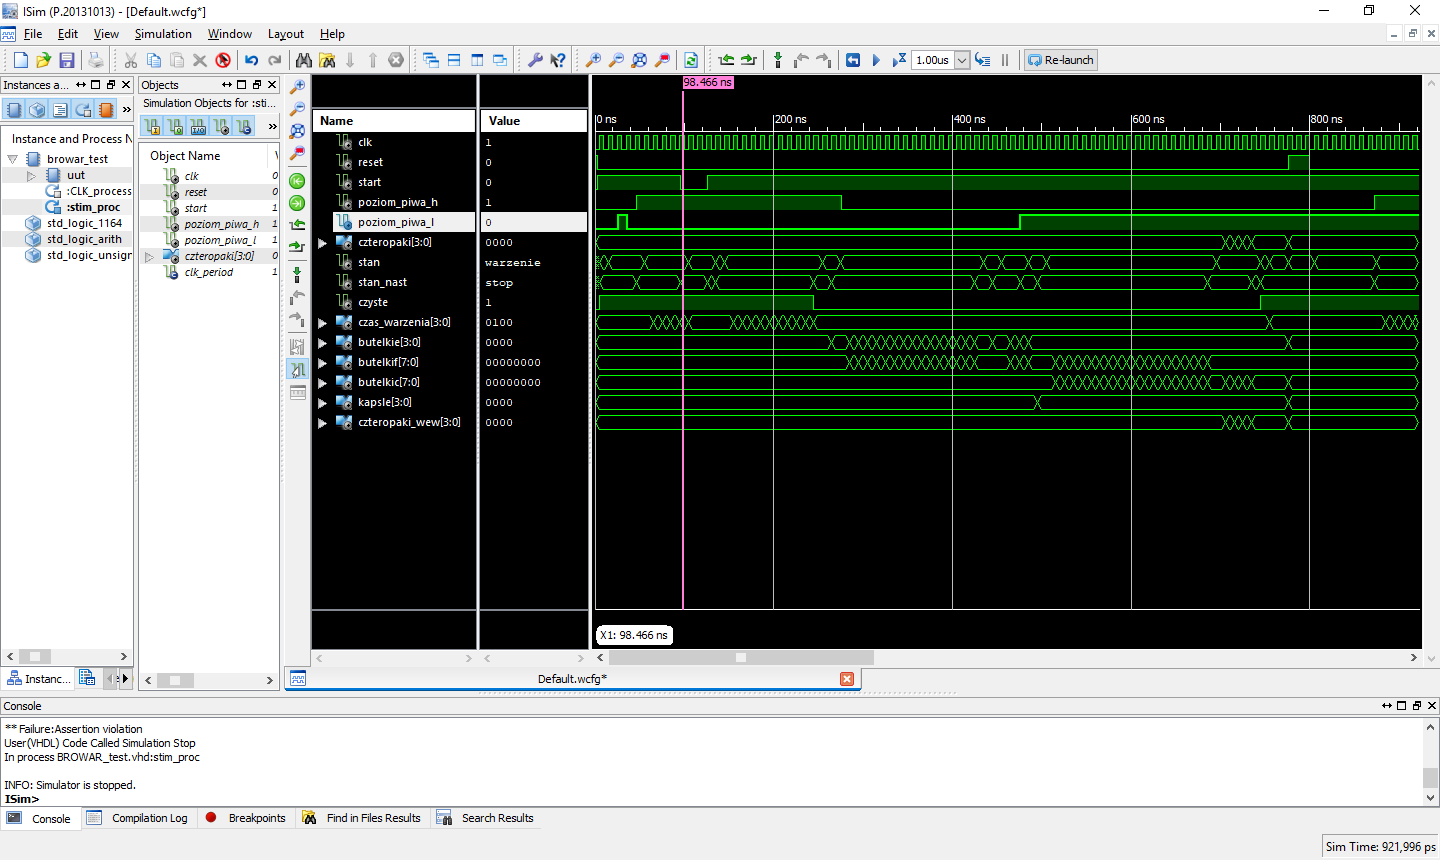 ISim (P.20131013) - [Default.wcfg*]
File Edit View Simulation Window Layout Help
1.00us Re-launch
Instances a...
Objects
Simulation Objects for :sti...
Instance and Process N
browar_test
uut
:CLK_process
:stim_proc
std_logic_1164
std_logic_arith
std_logic_unsign
Object Name
clk 0
reset 0
start 1
poziom_piwa_h 1
poziom_piwa_l 1
czteropaki[3:0] 0
clk_period 1
Name Value
clk 1
reset 0
start 0
poziom_piwa_h 1
poziom_piwa_l 0
czteropaki[3:0] 0000
stan warzenie
stan_nast stop
czyste 1
czas_warzenia[3:0] 0100
butelkie[3:0] 0000
butelkif[7:0] 00000000
butelkic[7:0] 00000000
kapsle[3:0] 0000
czteropaki_wew[3:0] 0000
98.466 ns
0 ns 200 ns 400 ns 600 ns 800 ns
X1: 98.466 ns
Instanc...
Default.wcfg*
Console
** Failure:Assertion violation
User(VHDL) Code Called Simulation Stop
In process BROWAR_test.vhd:stim_proc
INFO: Simulator is stopped.
ISim>
Console Compilation Log Breakpoints Find in Files Results Search Results
Sim Time: 921,996 ps